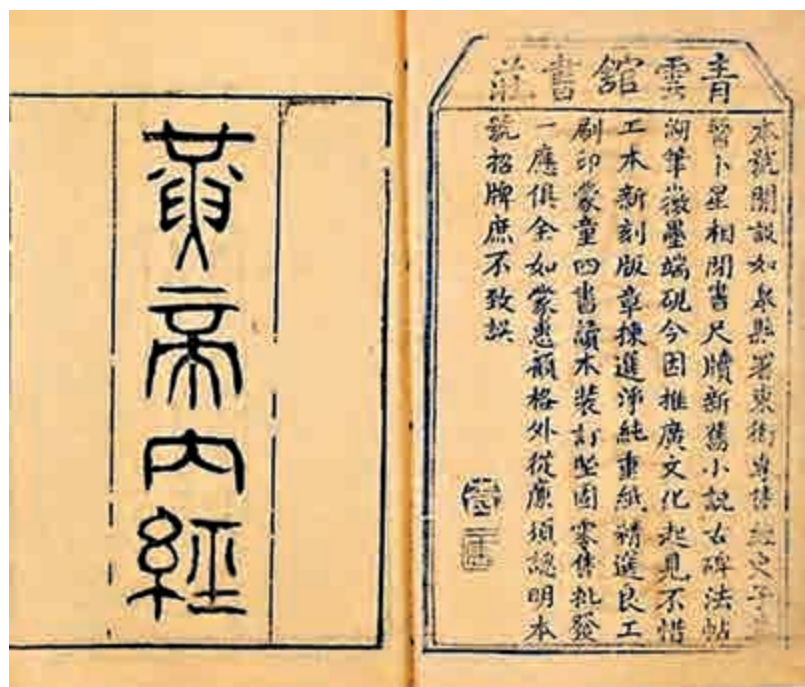 青雲館書莊
本號開設如皋縣署東街專售經史子集
醫卜星相閒書尺牘新舊小說古碑法帖
湖筆徽墨端硯今因推廣文化起見不惜
工本新刻版章揀選淨純重紙精選良工
刷印蒙童四書讀本裝訂堅固零售批發
一應俱全如蒙惠顧格外從廉須認明本
號招牌庶不致誤
黃帝內經